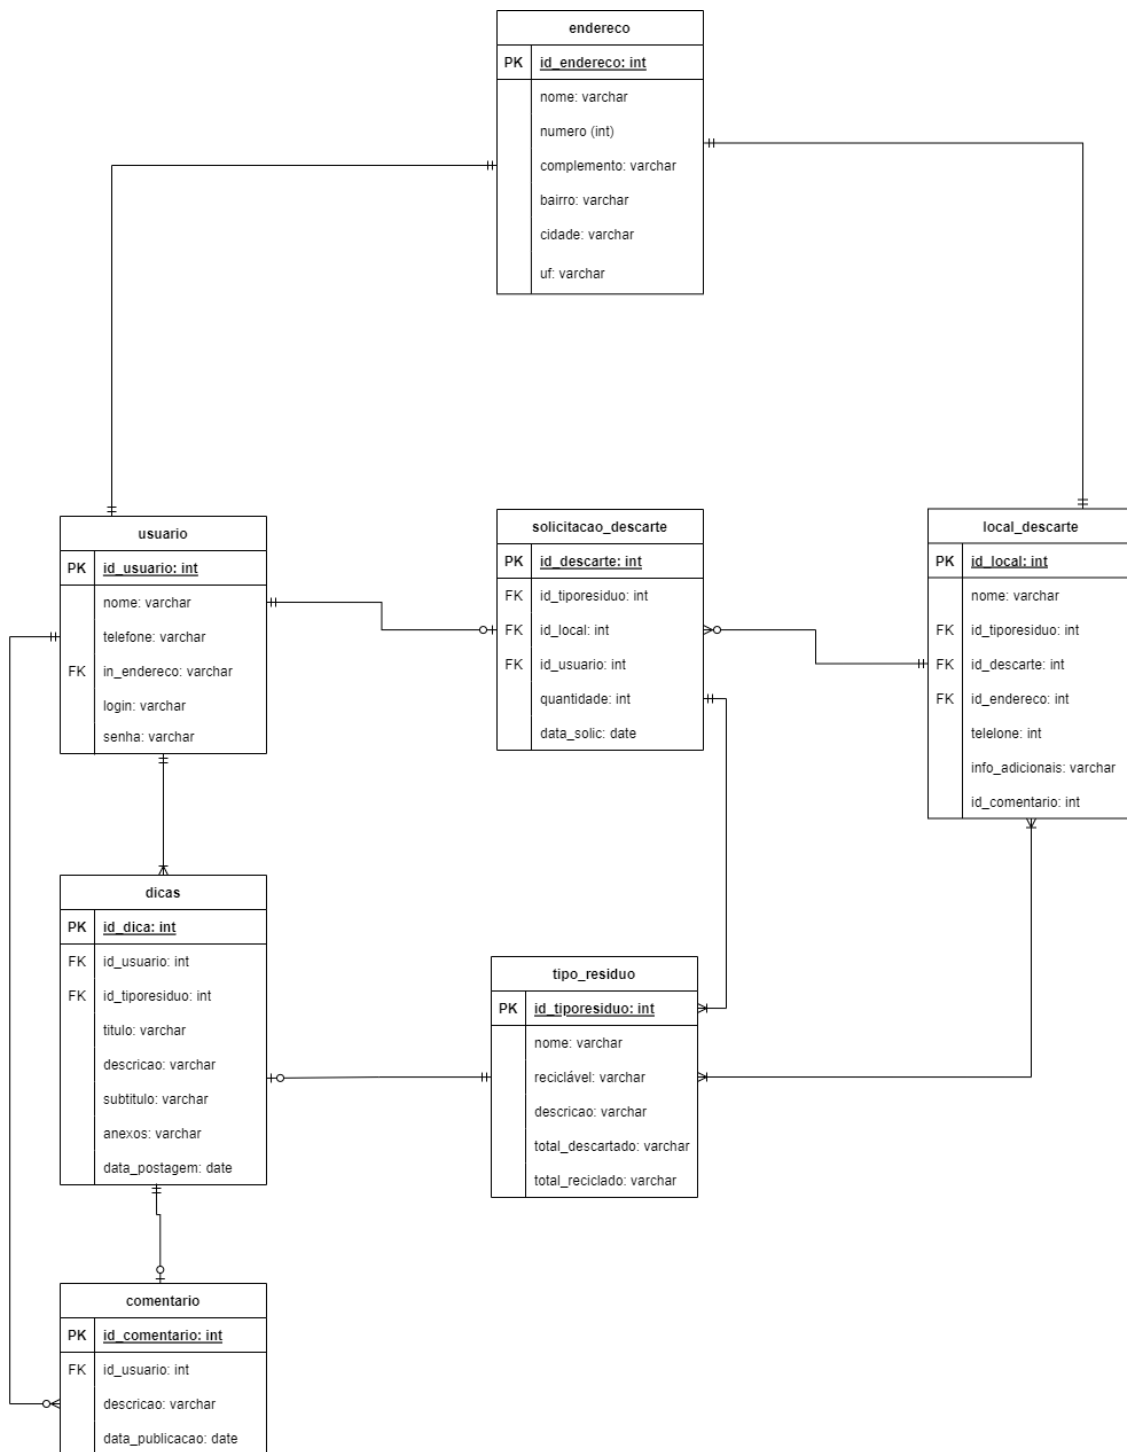 endereco
PK id_endereco: int
nome: varchar
numero (int)
complemento: varchar
bairro: varchar
cidade: varchar
uf: varchar
usuario
PK id_usuario: int
nome: varchar
telefone: varchar
FK in_endereco: varchar
login: varchar
senha: varchar
solicitacao_descarte
PK id_descarte: int
FK id_tiporesiduo: int
FK id_local: int
FK id_usuario: int
quantidade: int
data_solic: date
local_descarte
PK id_local: int
nome: varchar
FK id_tiporesiduo: int
FK id_descarte: int
FK id_endereco: int
telelone: int
info_adicionais: varchar
id_comentario: int
dicas
PK id_dica: int
FK id_usuario: int
FK id_tiporesiduo: int
titulo: varchar
descricao: varchar
subtitulo: varchar
anexos: varchar
data_postagem: date
tipo_residuo
PK id_tiporesiduo: int
nome: varchar
reciclável: varchar
descricao: varchar
total_descartado: varchar
total_reciclado: varchar
comentario
PK id_comentario: int
FK id_usuario: int
descricao: varchar
data_publicacao: date